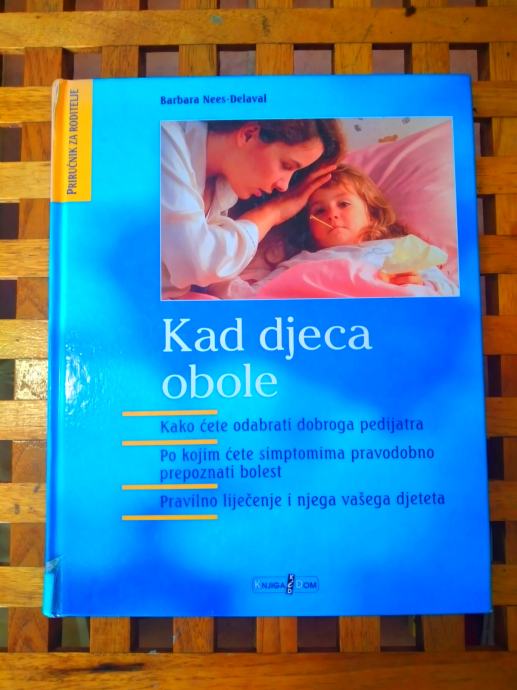 Barbara Nees-Delaval
PRIRUČNIK ZA RODITELJE
Kad djeca
obole
Kako ćete odabrati dobroga pedijatra
Po kojim ćete simptomima pravodobno
prepoznati bolest
Pravilno liječenje i njega vašega djeteta
KNJIGA DOM